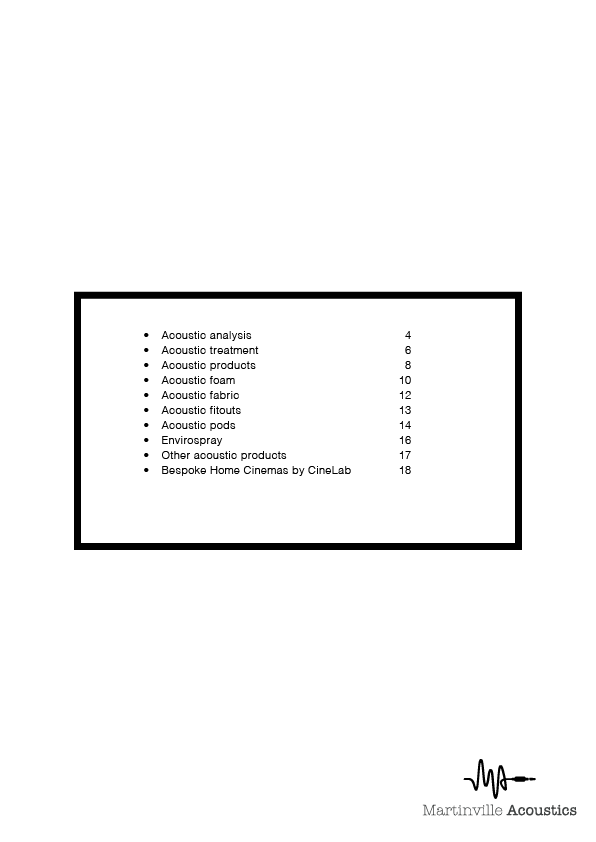 • Acoustic analysis 4
• Acoustic treatment 6
• Acoustic products 8
• Acoustic foam 10
• Acoustic fabric 12
• Acoustic fitouts 13
• Acoustic pods 14
• Envirospray 16
• Other acoustic products 17
• Bespoke Home Cinemas by CineLab 18
Martinville Acoustics